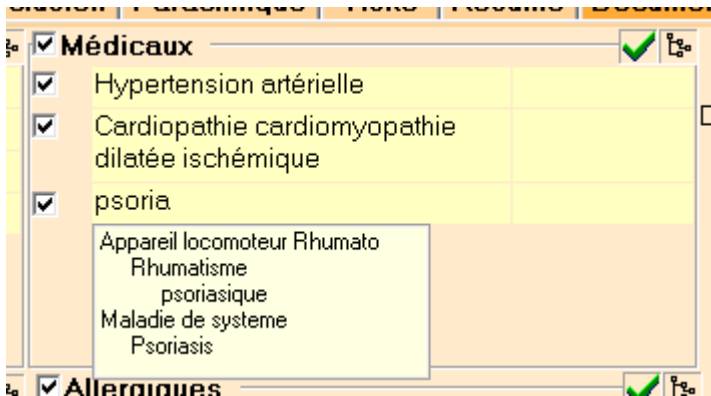 Médicaux
Hypertension artérielle
Cardiopathie cardiomyopathie
dilatée ischémique
psoria
Appareil locomoteur Rhumato
Rhumatisme
psoriasique
Maladie de systeme
Psoriasis
Allergiques